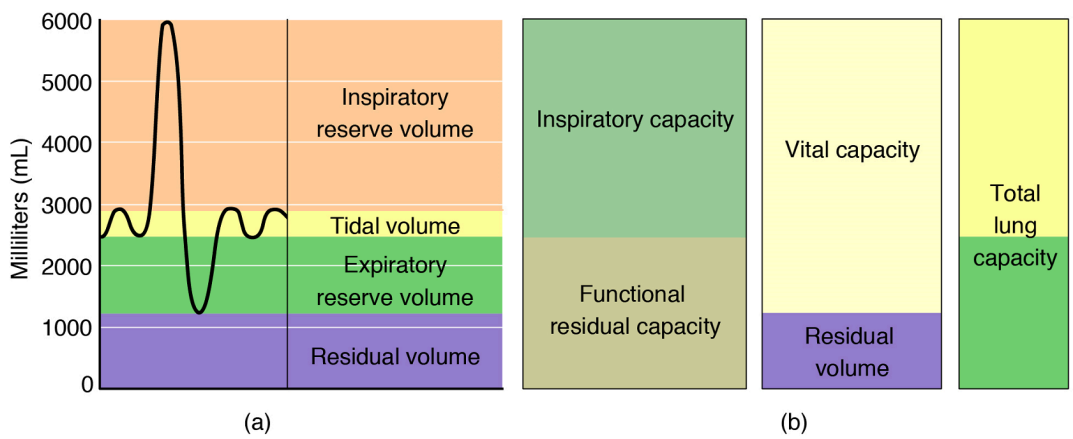 6000
5000
4000
3000
2000
1000
0
Milliliters (mL)
Inspiratory
reserve volume
Tidal volume
Expiratory
reserve volume
Residual volume
(a)
Inspiratory capacity
Functional
residual capacity
Vital capacity
Residual
volume
Total
lung
capacity
(b)